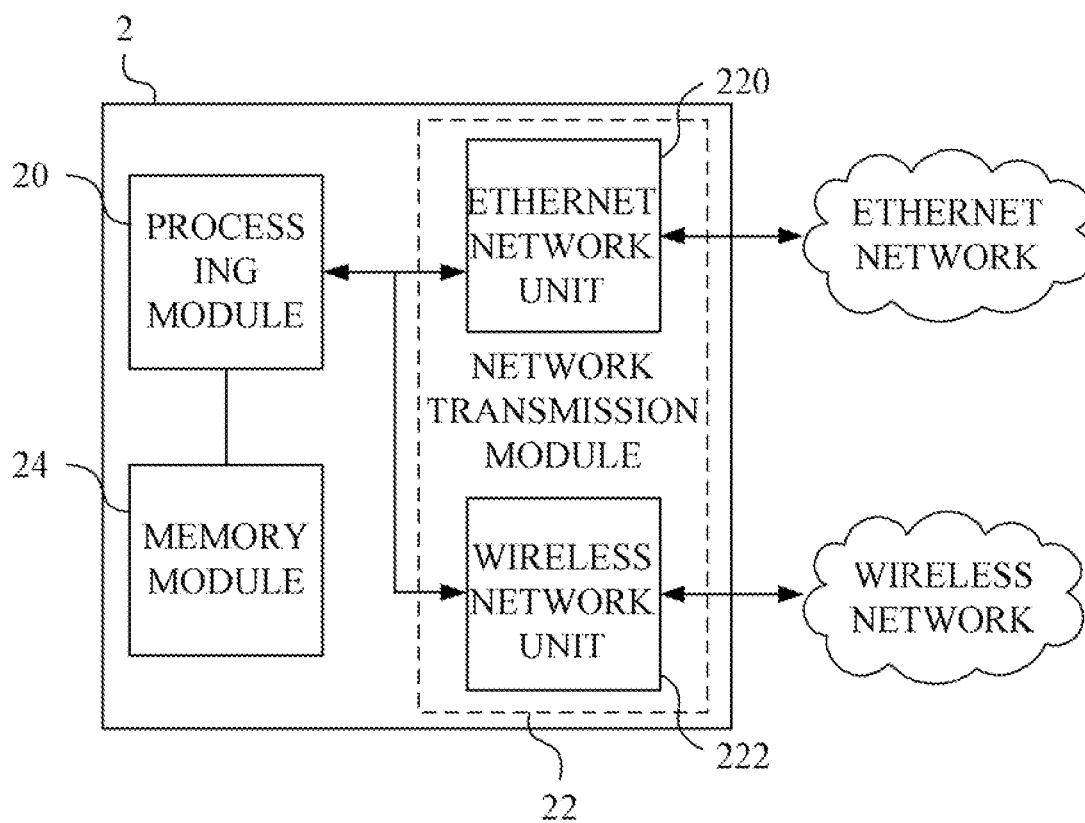 2
220
20
PROCESS
ING
MODULE
ETHERNET
NETWORK
UNIT
ETHERNET
NETWORK
NETWORK
TRANSMISSION
MODULE
24
MEMORY
MODULE
WIRELESS
NETWORK
UNIT
WIRELESS
NETWORK
222
22